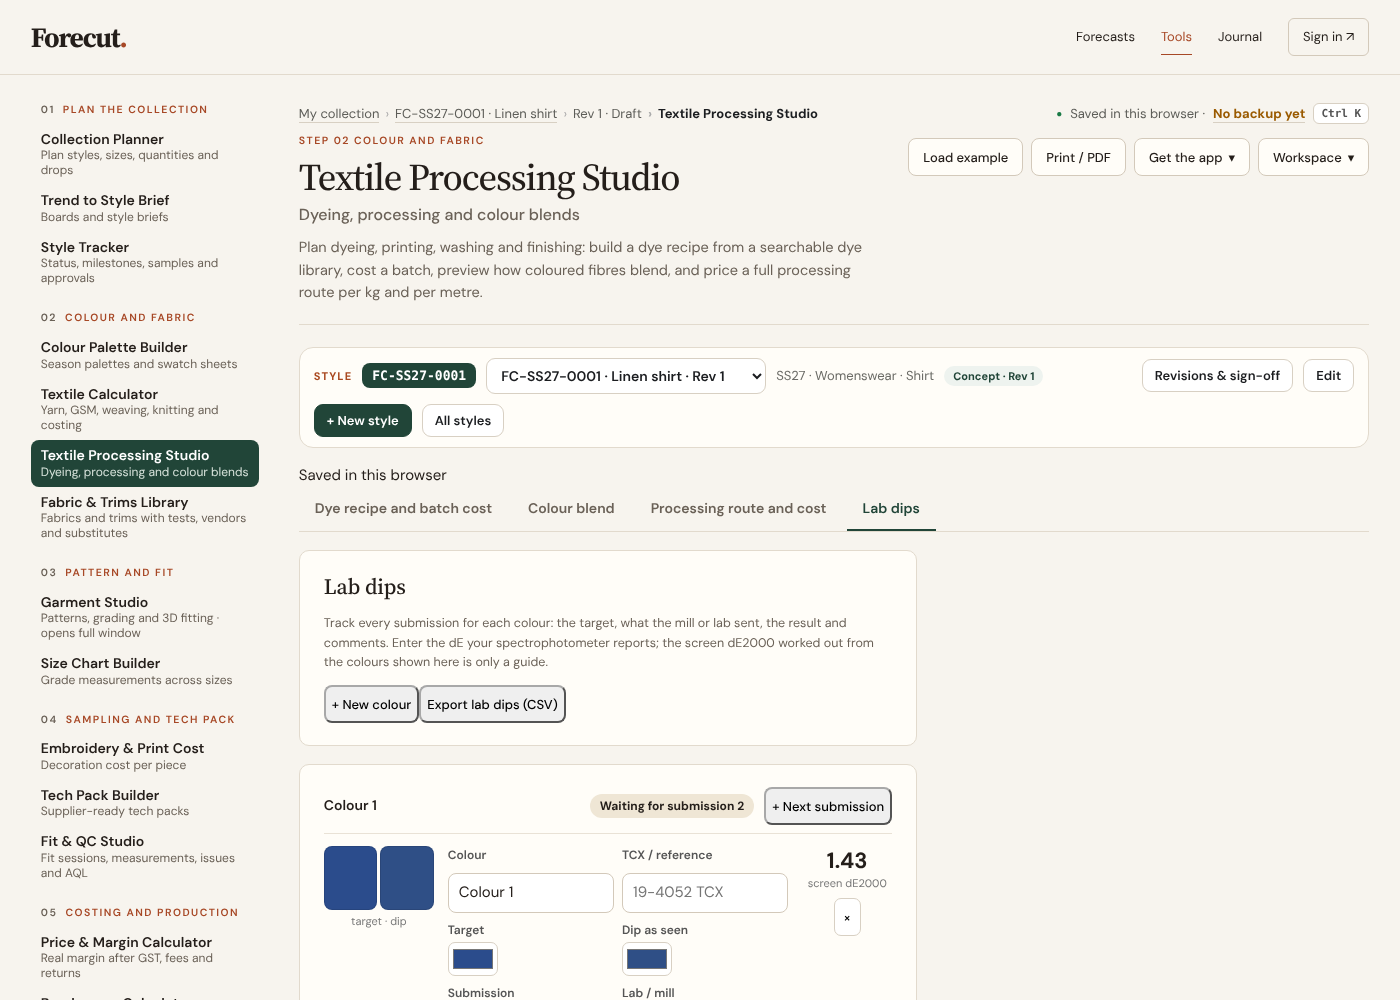 Forecut.
Forecasts
Tools
Journal
Sign in ↗
01 PLAN THE COLLECTION
Collection Planner
Plan styles, sizes, quantities and
drops
Trend to Style Brief
Boards and style briefs
Style Tracker
Status, milestones, samples and
approvals
02 COLOUR AND FABRIC
Colour Palette Builder
Season palettes and swatch sheets
Textile Calculator
Yarn, GSM, weaving, knitting and
costing
Textile Processing Studio
Dyeing, processing and colour blends
Fabric & Trims Library
Fabrics and trims with tests, vendors
and substitutes
03 PATTERN AND FIT
Garment Studio
Patterns, grading and 3D fitting ·
opens full window
Size Chart Builder
Grade measurements across sizes
04 SAMPLING AND TECH PACK
Embroidery & Print Cost
Decoration cost per piece
Tech Pack Builder
Supplier-ready tech packs
Fit & QC Studio
Fit sessions, measurements, issues
and AQL
05 COSTING AND PRODUCTION
Price & Margin Calculator
Real margin after GST, fees and
returns
My collection › FC-SS27-0001 · Linen shirt › Rev 1 · Draft › Textile Processing Studio
• Saved in this browser · No backup yet Ctrl K
STEP 02 COLOUR AND FABRIC
Textile Processing Studio
Load example
Print / PDF
Get the app ▾
Workspace ▾
Dyeing, processing and colour blends
Plan dyeing, printing, washing and finishing: build a dye recipe from a searchable dye
library, cost a batch, preview how coloured fibres blend, and price a full processing
route per kg and per metre.
STYLE FC-SS27-0001 FC-SS27-0001 · Linen shirt · Rev 1 SS27 · Womenswear · Shirt Concept · Rev 1 Revisions & sign-off Edit
+ New style All styles
Saved in this browser
Dye recipe and batch cost Colour blend Processing route and cost Lab dips
Lab dips
Track every submission for each colour: the target, what the mill or lab sent, the result and
comments. Enter the dE your spectrophotometer reports; the screen dE2000 worked out from
the colours shown here is only a guide.
+ New colour Export lab dips (CSV)
Colour 1 Waiting for submission 2 + Next submission
target · dip
Colour TCX / reference
Colour 1 19-4052 TCX
1.43
screen dE2000
×
Target Dip as seen
Submission Lab / mill